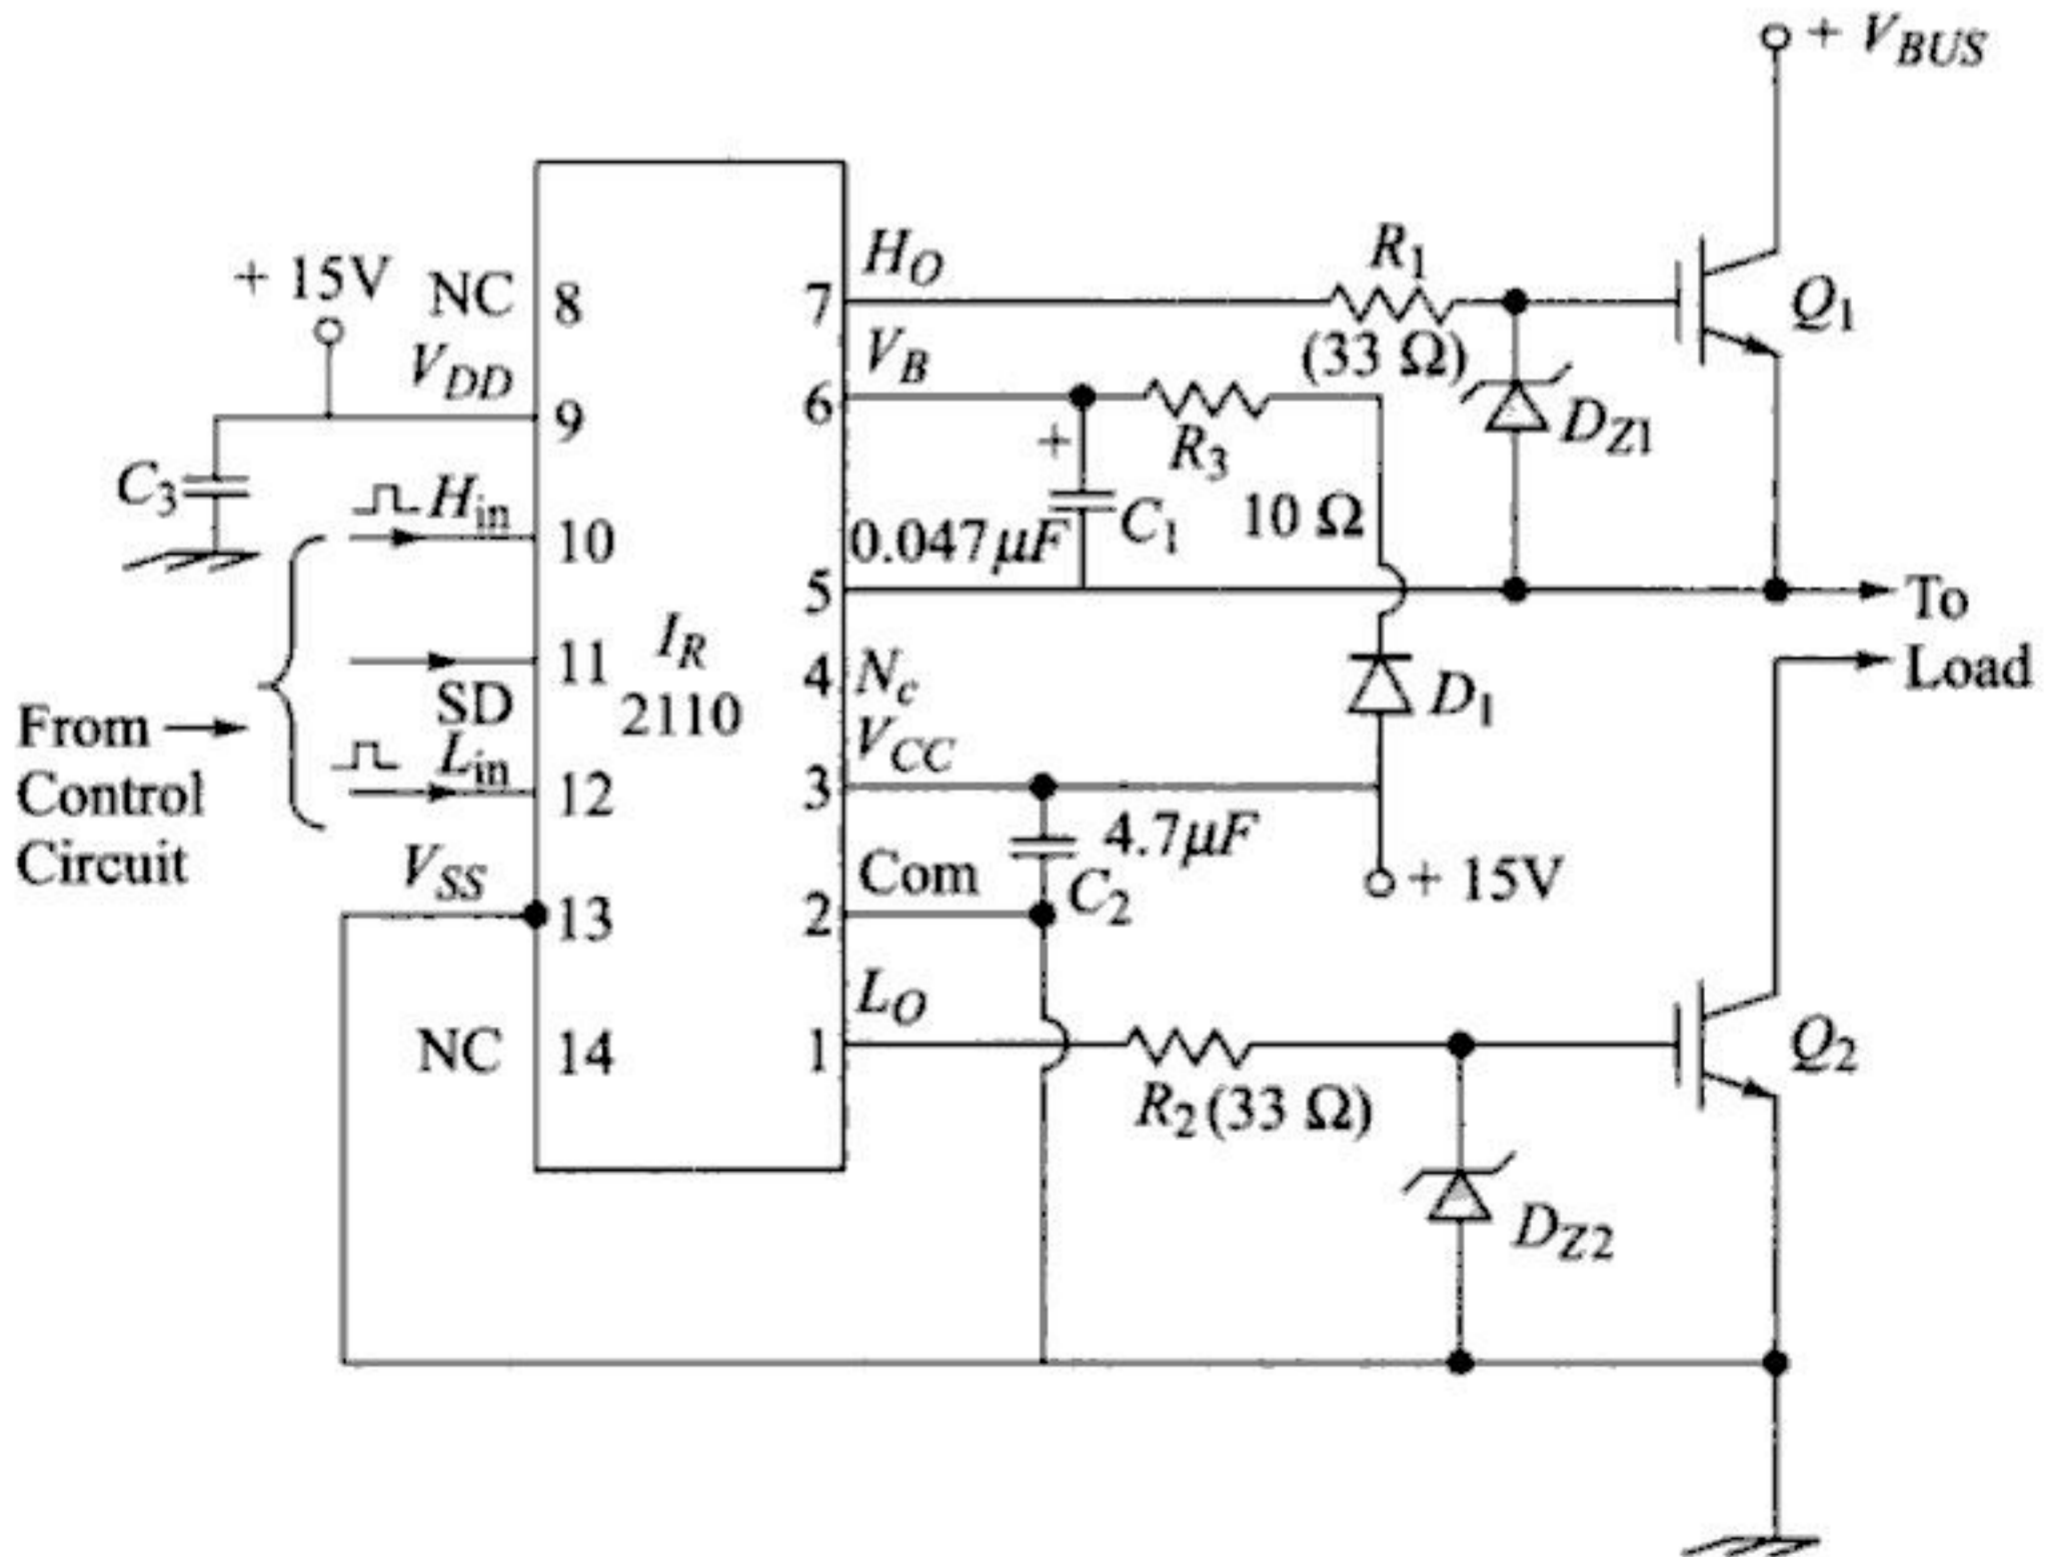 + V_BUS
+ 15V
NC
8
V_DD
9
C_3
H_in
10
11
SD
L_in
12
V_SS
13
NC
14
From
Control
Circuit
I_R
2110
H_O
7
V_B
6
5
4
N_c
V_CC
3
Com
2
L_O
1
R_1
(33 Ω)
R_3
10 Ω
+
0.047μF
C_1
D_Z1
Q_1
To
Load
D_1
4.7μF
C_2
+ 15V
R_2 (33 Ω)
D_Z2
Q_2